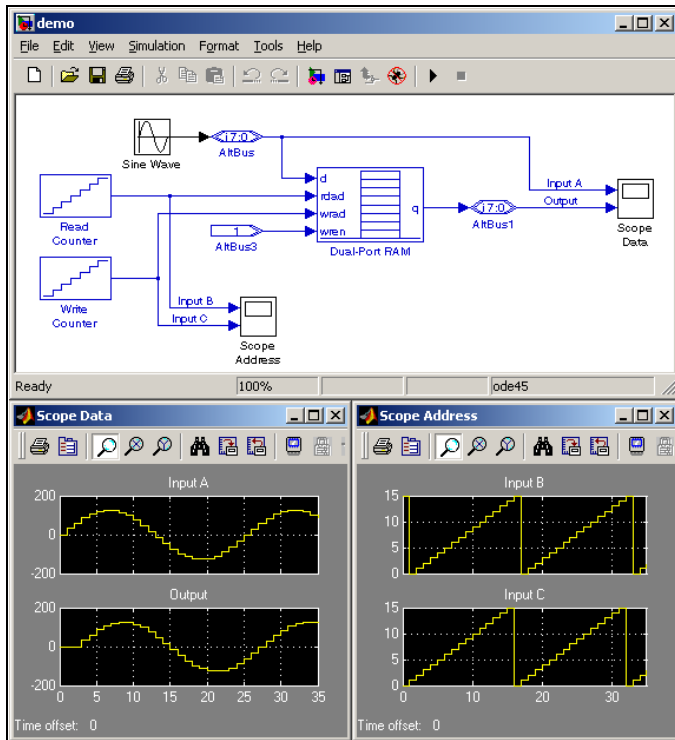 demo
File Edit View Simulation Format Tools Help
Sine Wave
i7:0
AltBus
Read
Counter
Write
Counter
d
rdad
wrad
wren
q
Dual-Port RAM
1
AltBus3
i7:0
AltBus1
Input A
Output
Scope
Data
Input B
Input C
Scope
Address
Ready 100% ode45
Scope Data
Input A
200
0
-200
Output
200
0
-200
0 5 10 15 20 25 30 35
Time offset: 0
Scope Address
Input B
15
10
5
0
Input C
15
10
5
0
0 10 20 30
Time offset: 0